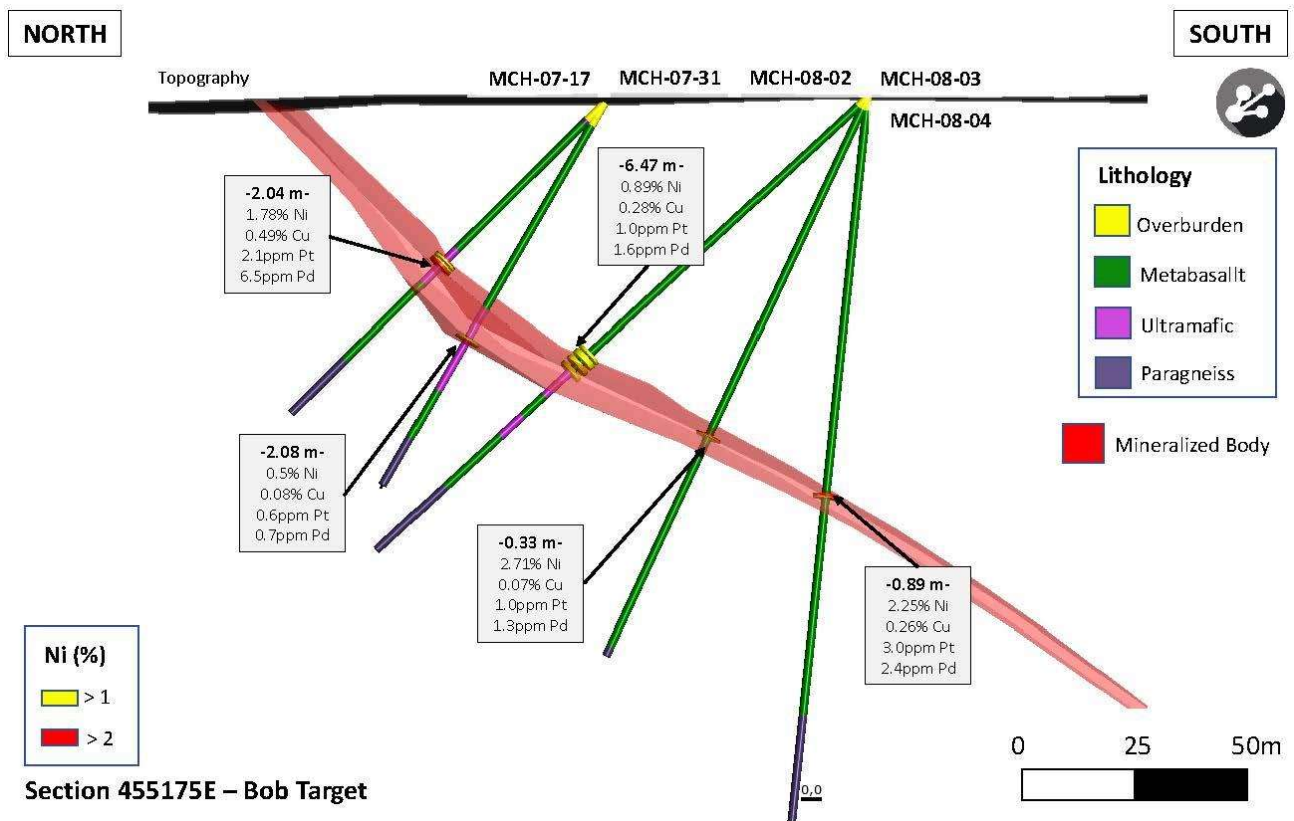 NORTH
SOUTH
Topography
MCH-07-17
MCH-07-31
MCH-08-02
MCH-08-03
MCH-08-04
-2.04 m-
1.78% Ni
0.49% Cu
2.1ppm Pt
6.5ppm Pd
-6.47 m-
0.89% Ni
0.28% Cu
1.0ppm Pt
1.6ppm Pd
Lithology
Overburden
Metabasallt
Ultramafic
Paragneiss
Mineralized Body
-2.08 m-
0.5% Ni
0.08% Cu
0.6ppm Pt
0.7ppm Pd
-0.33 m-
2.71% Ni
0.07% Cu
1.0ppm Pt
1.3ppm Pd
-0.89 m-
2.25% Ni
0.26% Cu
3.0ppm Pt
2.4ppm Pd
Ni (%)
> 1
> 2
0 25 50m
0,0
Section 455175E – Bob Target